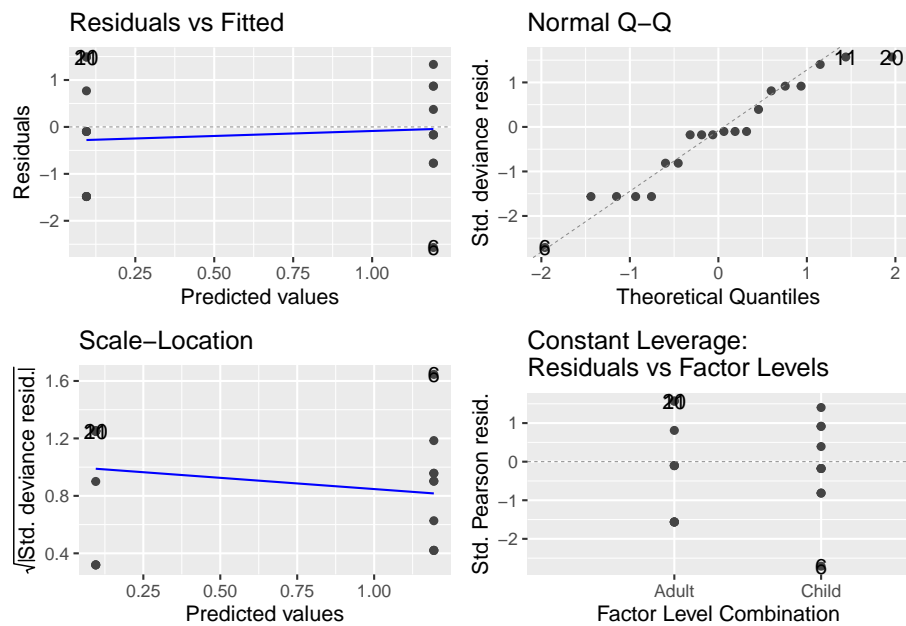 Residuals vs Fitted
Residuals
1
0
−1
−2
11
20
6
0.25
0.50
0.75
1.00
Predicted values
Normal Q−Q
Std. deviance resid.
1
0
−1
−2
11
20
6
−2
−1
0
1
2
Theoretical Quantiles
Scale−Location
√|Std. deviance resid.|
1.6
1.2
0.8
0.4
6
0.25
0.50
0.75
1.00
Predicted values
Constant Leverage:
Residuals vs Factor Levels
Std. Pearson resid.
1
0
−1
−2
6
Adult
Child
Factor Level Combination